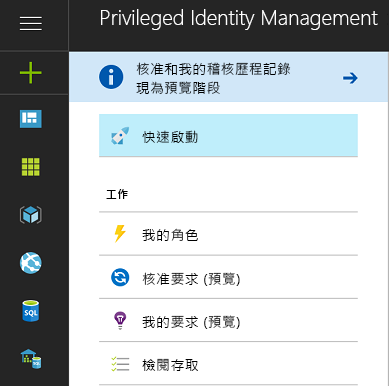 Privileged Identity Management
核准和我的稽核歷程記錄
現為預覽階段
快速啟動
工作
我的角色
核准要求 (預覽)
我的要求 (預覽)
檢閱存取
SQL